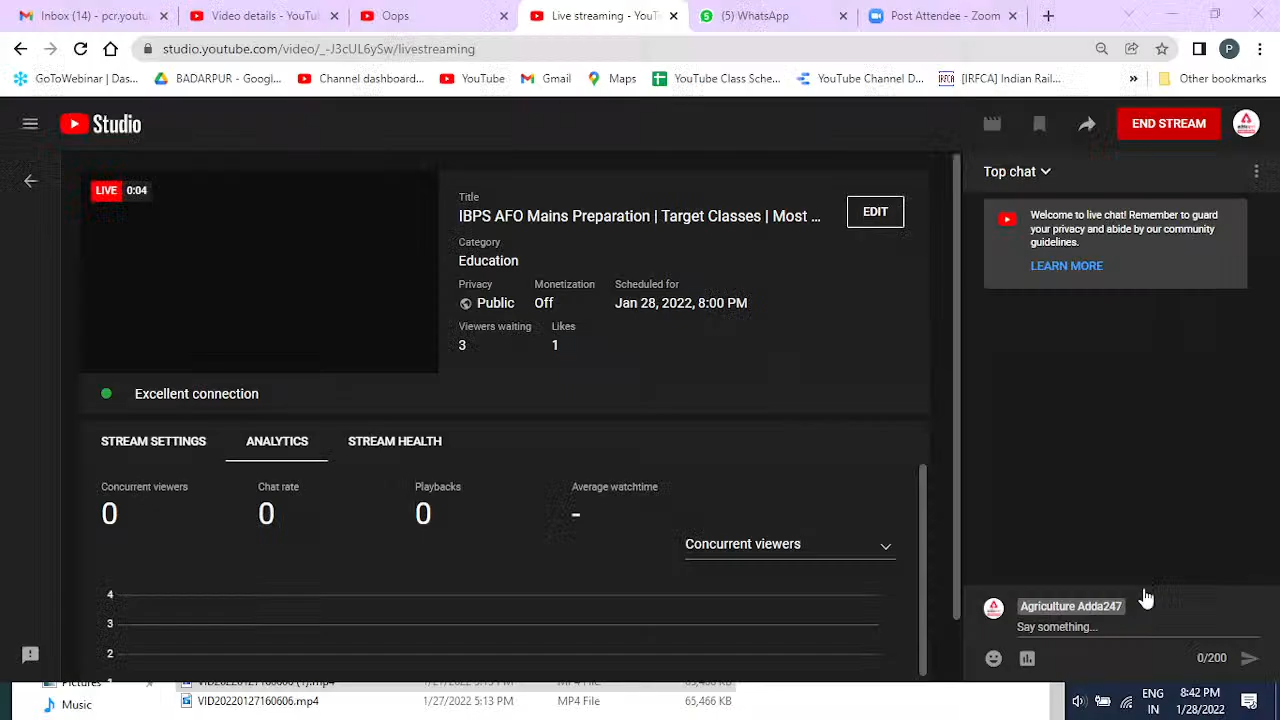 Inbox (1) - pcr.youtu
Video details - YouTu
Oops
Live streaming - YouTu
(5) WhatsApp
Post Attendee - Zoom
studio.youtube.com/video/_-J3cUL6ySw/livestreaming
P
GoToWebinar | Das...
BADARPUR - Googl...
Channel dashboard...
YouTube
Gmail
Maps
YouTube Class Sche...
YouTube Channel D...
[IRFCA] Indian Rail...
Other bookmarks
Studio
END STREAM
LIVE 0:04
Title
IBPS AFO Mains Preparation | Target Classes | Most ...
EDIT
Category
Education
Privacy Monetization Scheduled for
Public Off Jan 28, 2022, 8:00 PM
Viewers waiting Likes
3 1
Excellent connection
Top chat
Welcome to live chat! Remember to guard
your privacy and abide by our community
guidelines.
LEARN MORE
STREAM SETTINGS ANALYTICS STREAM HEALTH
Concurrent viewers Chat rate Playbacks Average watchtime
0 0 0 -
Concurrent viewers
4
3
2
Agriculture Adda247
Say something...
0/200
Pictures VID20220127160606 (1).mp4 1/27/2022 5:13 PM MP4 File 65,466 KB
Music VID20220127160606.mp4 1/27/2022 5:13 PM MP4 File 65,466 KB
ENG
IN
8:42 PM
1/28/2022